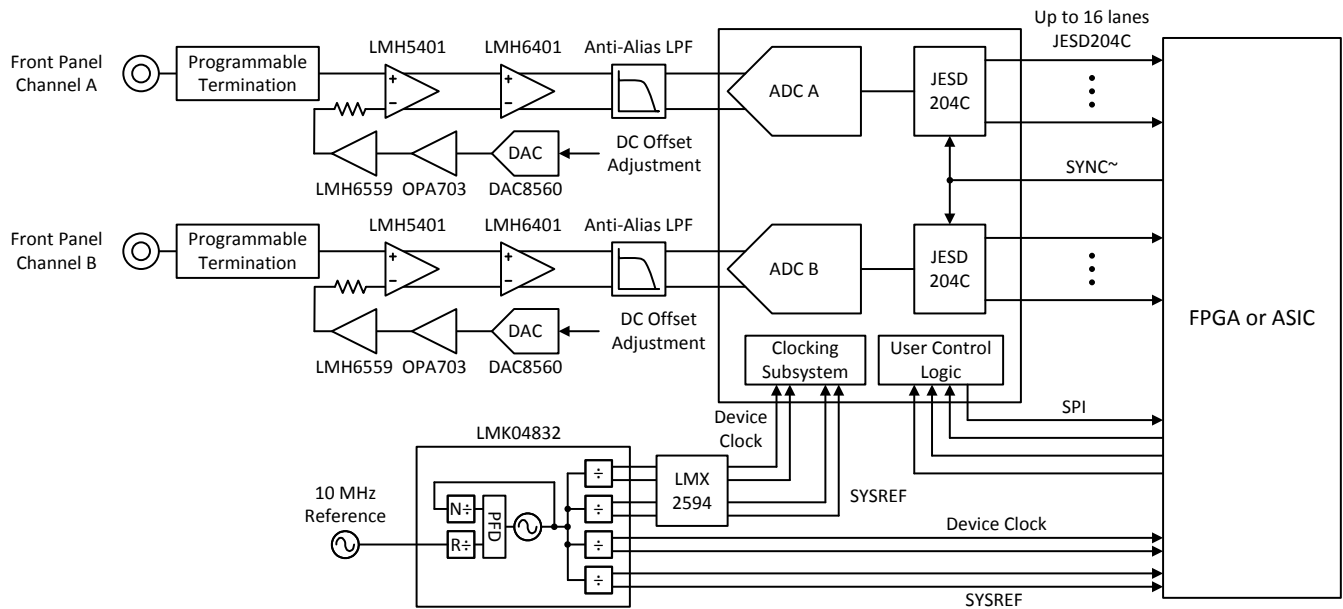 Up to 16 lanes
JESD204C
Front Panel
Channel A
Programmable
Termination
LMH5401
LMH6401
Anti-Alias LPF
+
−
+
−
ADC A
JESD
204C
LMH6559
OPA703
DAC
DAC8560
DC Offset
Adjustment
SYNC~
Front Panel
Channel B
Programmable
Termination
LMH5401
LMH6401
Anti-Alias LPF
+
−
+
−
ADC B
JESD
204C
FPGA or ASIC
LMH6559
OPA703
DAC
DAC8560
DC Offset
Adjustment
Clocking
Subsystem
User Control
Logic
SPI
Device
Clock
LMK04832
10 MHz
Reference
N÷
R÷
PFD
÷
÷
÷
÷
LMX
2594
SYSREF
Device Clock
SYSREF